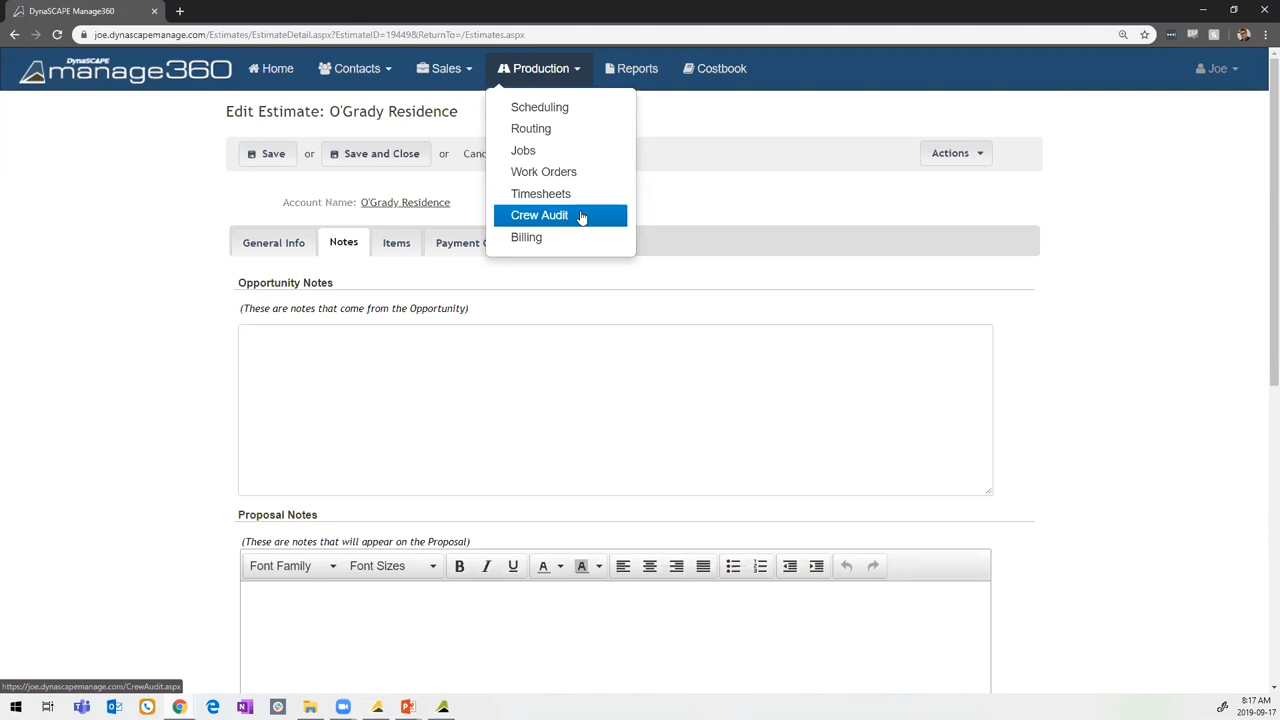 DynaSCAPE Manage360
joe.dynascapemanage.com/Estimates/EstimateDetail.aspx?EstimateID=19449&ReturnTo=/Estimates.aspx
DynaSCAPE
manage360
Home
Contacts
Sales
Production
Reports
Costbook
Joe
Scheduling
Routing
Jobs
Work Orders
Timesheets
Crew Audit
Billing
Edit Estimate: O'Grady Residence
Save or Save and Close or Canc
Actions
Account Name: O'Grady Residence
General Info
Notes
Items
Payment
Opportunity Notes
(These are notes that come from the Opportunity)
Proposal Notes
(These are notes that will appear on the Proposal)
Font Family
Font Sizes
B I U A A
https://joe.dynascapemanage.com/CrewAudit.aspx
8:17 AM
2019-09-17